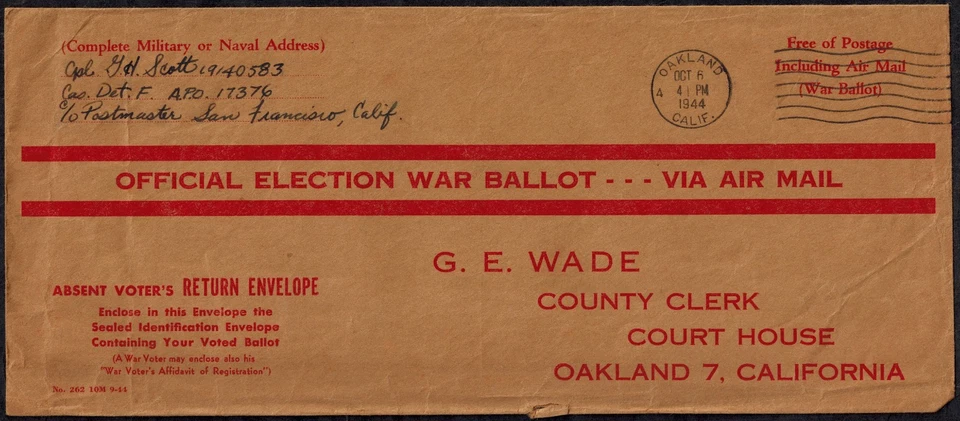 (Complete Military or Naval Address)
Cpl. G.H. Scott 19140583
Cas. Det. F. A.P.O. 17376
c/o Postmaster San Francisco, Calif.
OAKLAND
OCT 6
4 PM
1944
CALIF.
4
Free of Postage
Including Air Mail
(War Ballot)
OFFICIAL ELECTION WAR BALLOT - - - VIA AIR MAIL
G. E. WADE
COUNTY CLERK
COURT HOUSE
OAKLAND 7, CALIFORNIA
ABSENT VOTER'S RETURN ENVELOPE
Enclose in this Envelope the
Sealed Identification Envelope
Containing Your Voted Ballot
(A War Voter may enclose also his
"War Voter's Affidavit of Registration")
No. 262 10M 9-44